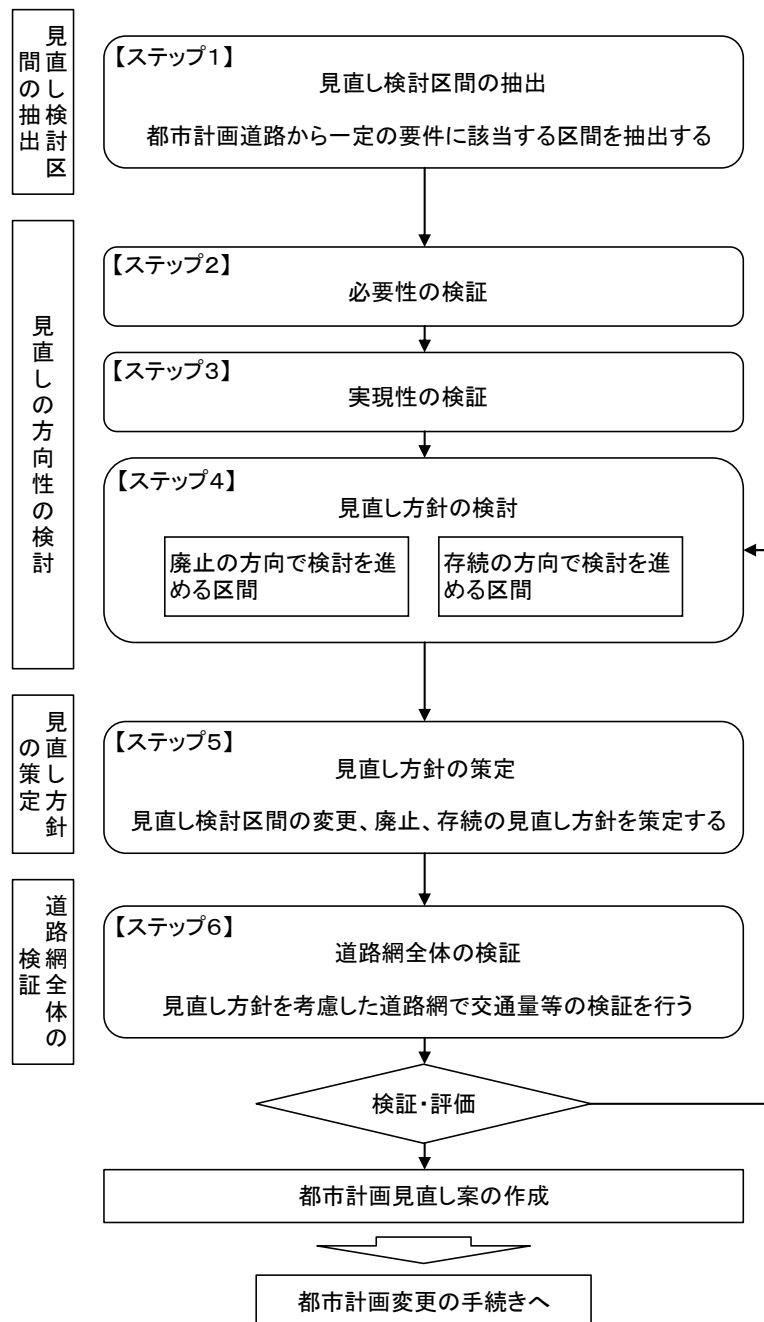 見直し検討区
間の抽出
【ステップ1】
見直し検討区間の抽出
都市計画道路から一定の要件に該当する区間を抽出する
見直しの方向性の検討
【ステップ2】
必要性の検証
【ステップ3】
実現性の検証
【ステップ4】
見直し方針の検討
廃止の方向で検討を進
める区間
存続の方向で検討を進
める区間
見直し方針
の策定
【ステップ5】
見直し方針の策定
見直し検討区間の変更、廃止、存続の見直し方針を策定する
道路網全体の
検証
【ステップ6】
道路網全体の検証
見直し方針を考慮した道路網で交通量等の検証を行う
検証・評価
都市計画見直し案の作成
都市計画変更の手続きへ